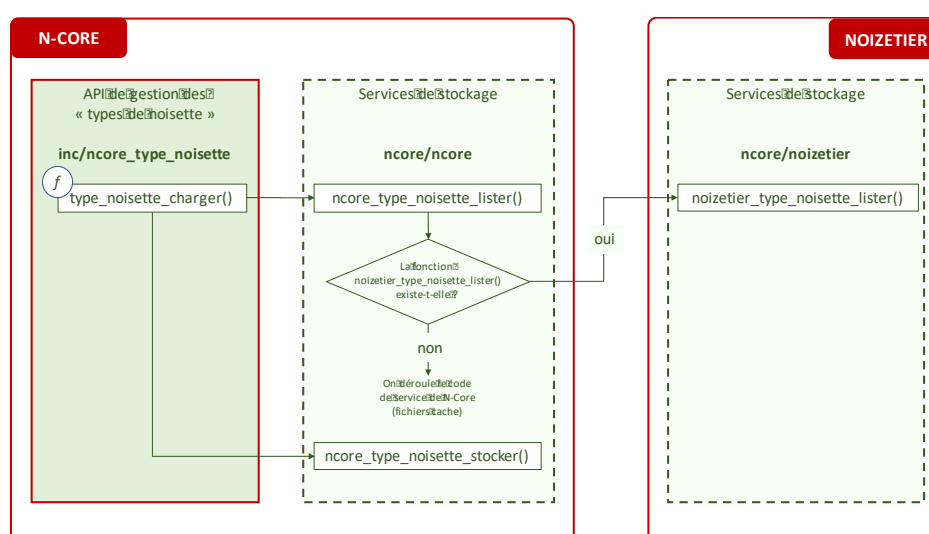 N-CORE
NOIZETIER
API de gestion des
« types de noisette »
inc/ncore_type_noisette
f
type_noisette_charger()
Services de stockage
ncore/ncore
ncore_type_noisette_lister()
La fonction
noizetier_type_noisette_lister()
existe-t-elle ?
non
On déroule le code
de service de N-Core
(fichiers cache)
ncore_type_noisette_stocker()
oui
Services de stockage
ncore/noizetier
noizetier_type_noisette_lister()